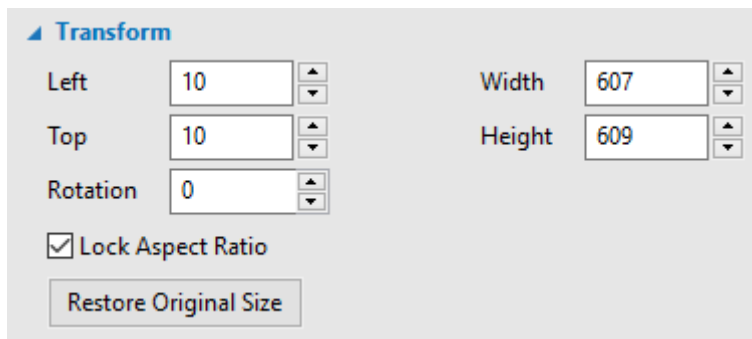 Transform
Left 10 Width 607
Top 10 Height 609
Rotation 0
Lock Aspect Ratio
Restore Original Size